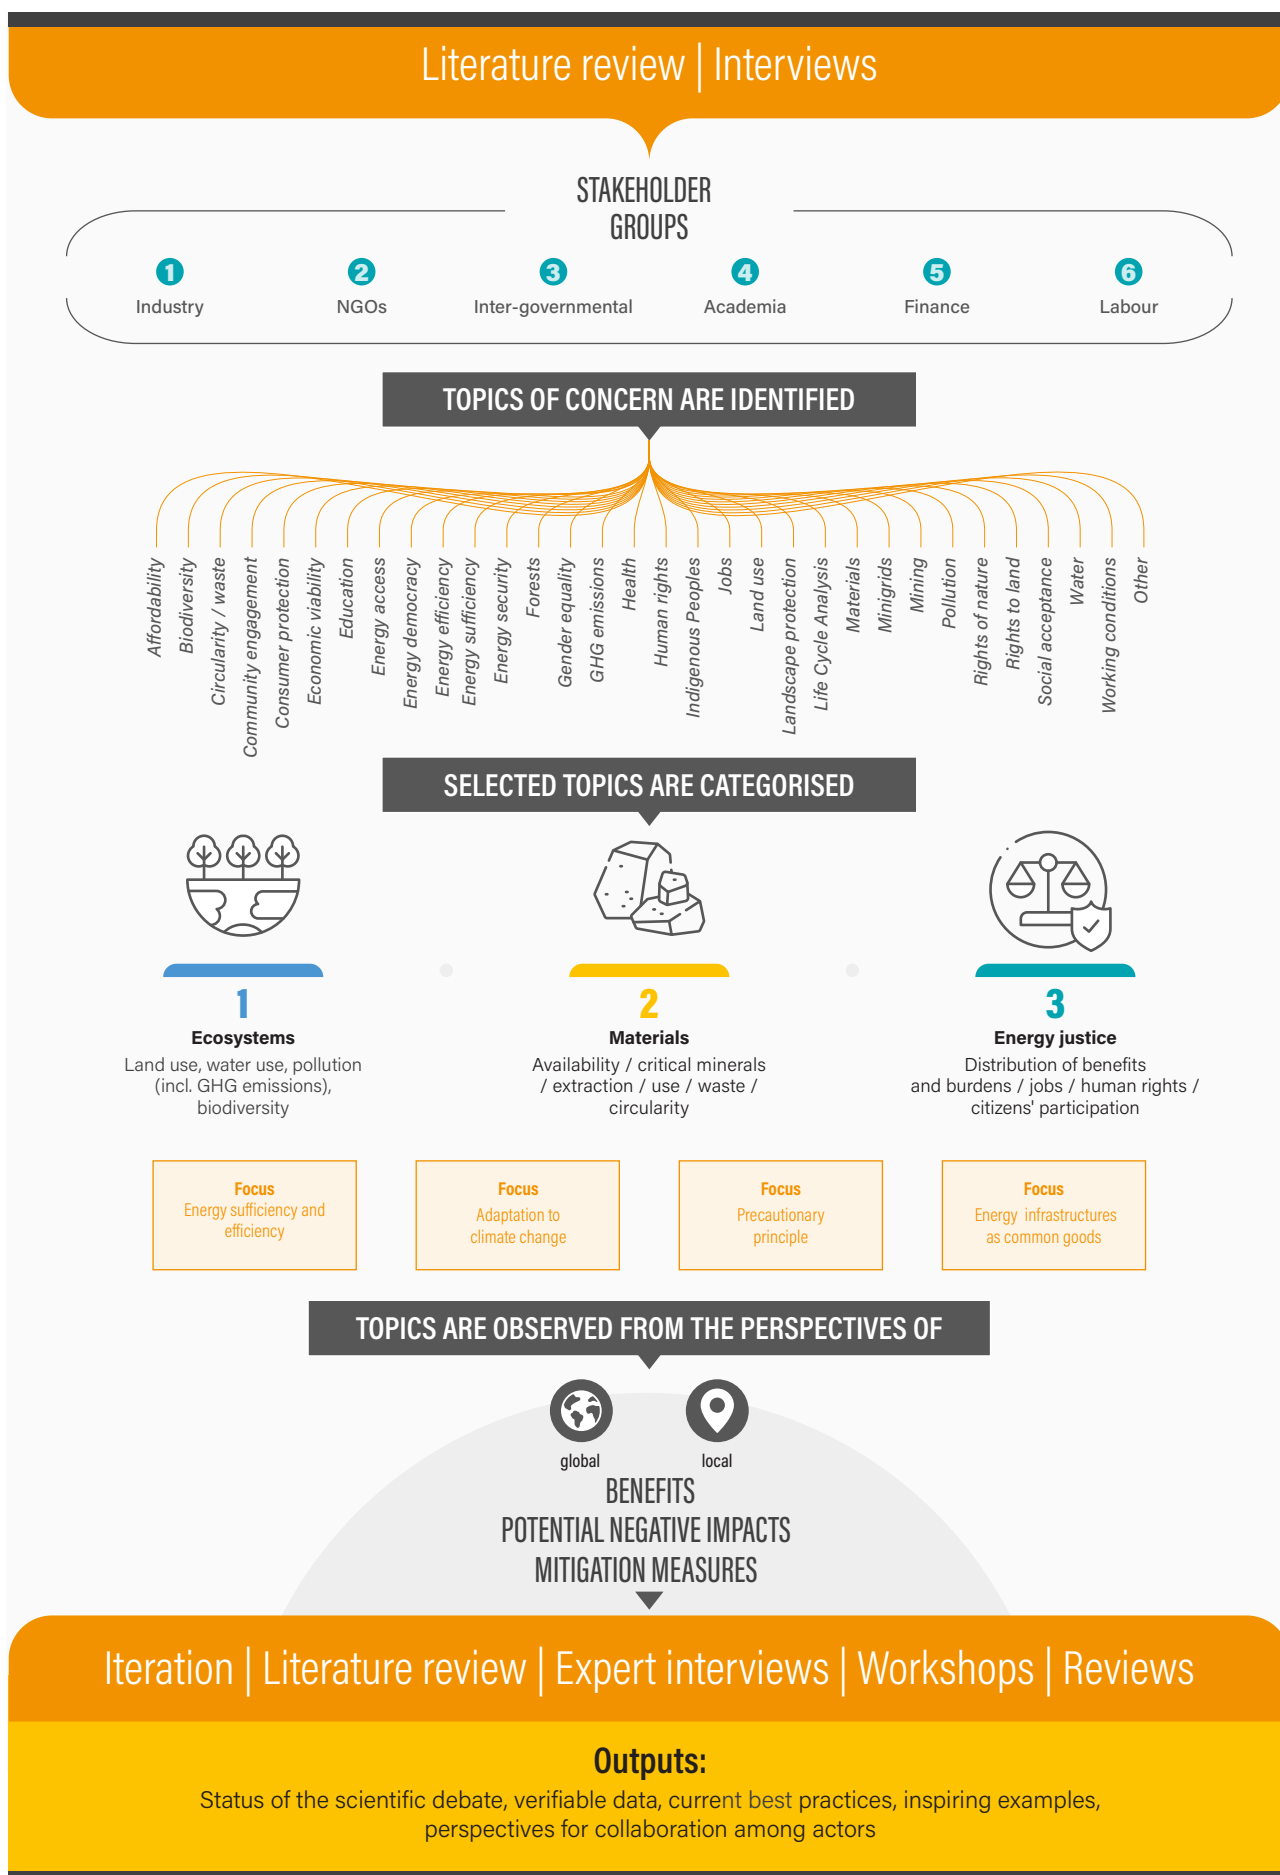 Literature review | Interviews
STAKEHOLDER
GROUPS
1
2
3
4
5
6
Industry
NGOs
Inter-governmental
Academia
Finance
Labour
TOPICS OF CONCERN ARE IDENTIFIED
Affordability
Biodiversity
Circularity / waste
Community engagement
Consumer protection
Economic viability
Education
Energy access
Energy democracy
Energy efficiency
Energy sufficiency
Energy security
Forests
Gender equality
GHG emissions
Health
Human rights
Indigenous Peoples
Jobs
Land use
Landscape protection
Life Cycle Analysis
Materials
Minigrids
Mining
Pollution
Rights of nature
Rights to land
Social acceptance
Water
Working conditions
Other
SELECTED TOPICS ARE CATEGORISED
1
Ecosystems
Land use, water use, pollution
(incl. GHG emissions),
biodiversity
2
Materials
Availability / critical minerals
/ extraction / use / waste /
circularity
3
Energy justice
Distribution of benefits
and burdens / jobs / human rights /
citizens' participation
Focus
Energy sufficiency and
efficiency
Focus
Adaptation to
climate change
Focus
Precautionary
principle
Focus
Energy infrastructures
as common goods
TOPICS ARE OBSERVED FROM THE PERSPECTIVES OF
global
local
BENEFITS
POTENTIAL NEGATIVE IMPACTS
MITIGATION MEASURES
Iteration | Literature review | Expert interviews | Workshops | Reviews
Outputs:
Status of the scientific debate, verifiable data, current best practices, inspiring examples,
perspectives for collaboration among actors